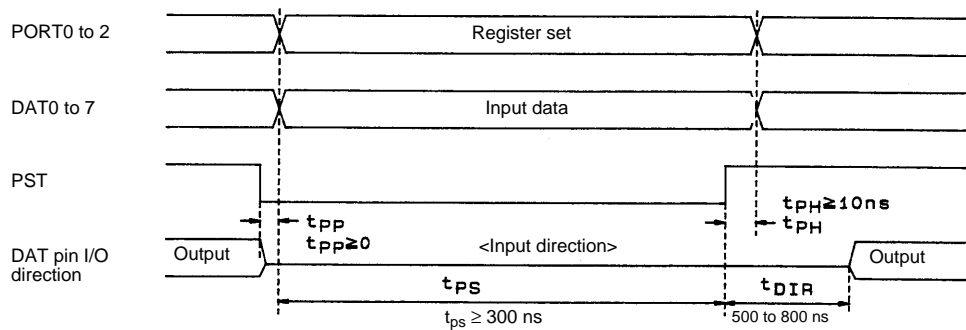 PORT0 to 2
Register set
DAT0 to 7
Input data
PST
tPP
tPP≥0
tPH≥10ns
tPH
DAT pin I/O
direction
Output
<Input direction>
Output
tPS
tDIR
tps ≥ 300 ns
500 to 800 ns